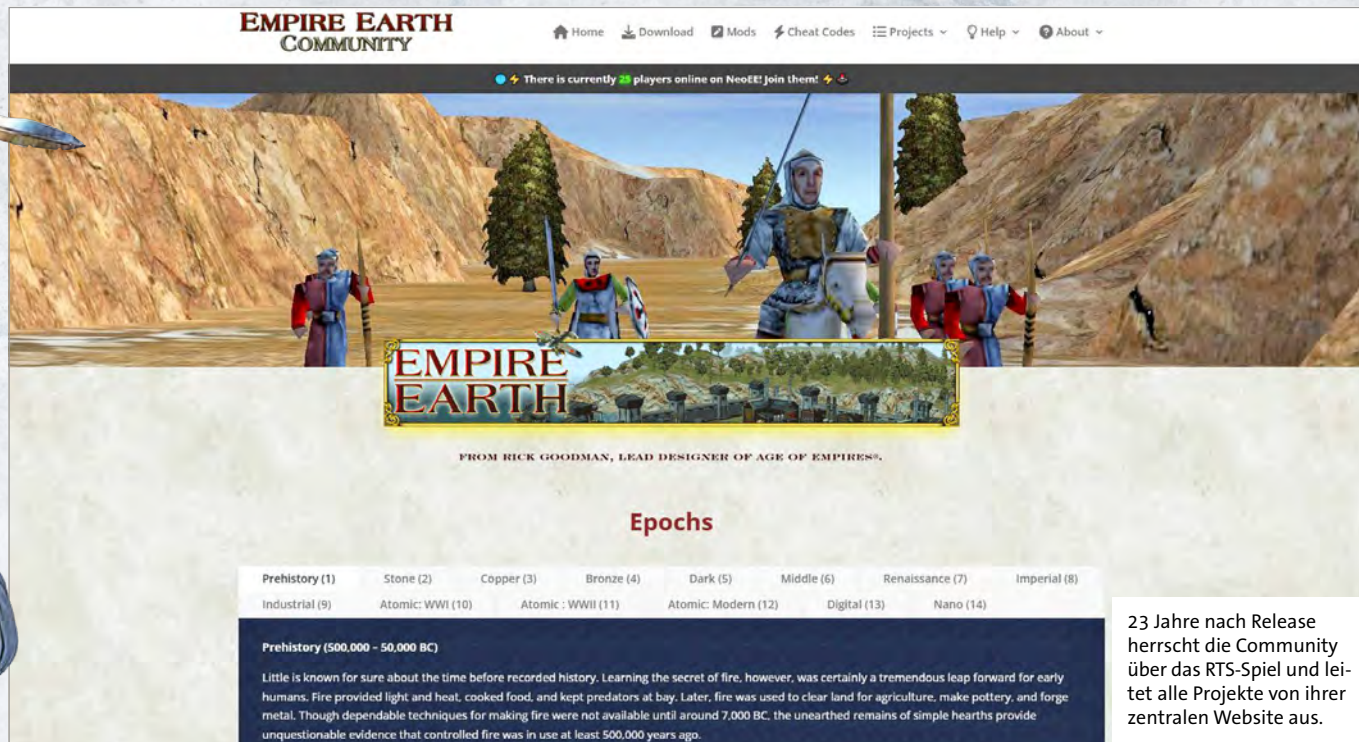 EMPIRE EARTH
COMMUNITY
Home Download Mods Cheat Codes Projects Help About
There is currently 25 players online on NeoEE! Join them!
EMPIRE
EARTH
FROM RICK GOODMAN, LEAD DESIGNER OF AGE OF EMPIRES®.
Epochs
Prehistory (1) Stone (2) Copper (3) Bronze (4) Dark (5) Middle (6) Renaissance (7) Imperial (8)
Industrial (9) Atomic: WWI (10) Atomic : WWII (11) Atomic: Modern (12) Digital (13) Nano (14)
Prehistory (500,000 – 50,000 BC)
Little is known for sure about the time before recorded history. Learning the secret of fire, however, was certainly a tremendous leap forward for early
humans. Fire provided light and heat, cooked food, and kept predators at bay. Later, fire was used to clear land for agriculture, make pottery, and forge
metal. Though dependable techniques for making fire were not available until around 7,000 BC, the unearthed remains of simple hearths provide
unquestionable evidence that controlled fire was in use at least 500,000 years ago.
23 Jahre nach Release
herrscht die Community
über das RTS-Spiel und lei-
tet alle Projekte von ihrer
zentralen Website aus.